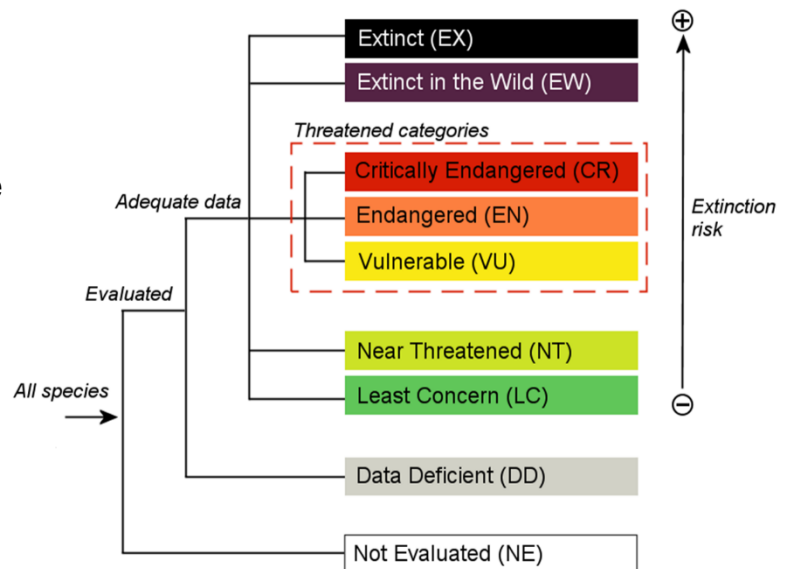 Extinct (EX)
Extinct in the Wild (EW)
Threatened categories
Critically Endangered (CR)
Adequate data
Endangered (EN)
Extinction
risk
Vulnerable (VU)
Evaluated
Near Threatened (NT)
All species
Least Concern (LC)
Data Deficient (DD)
Not Evaluated (NE)